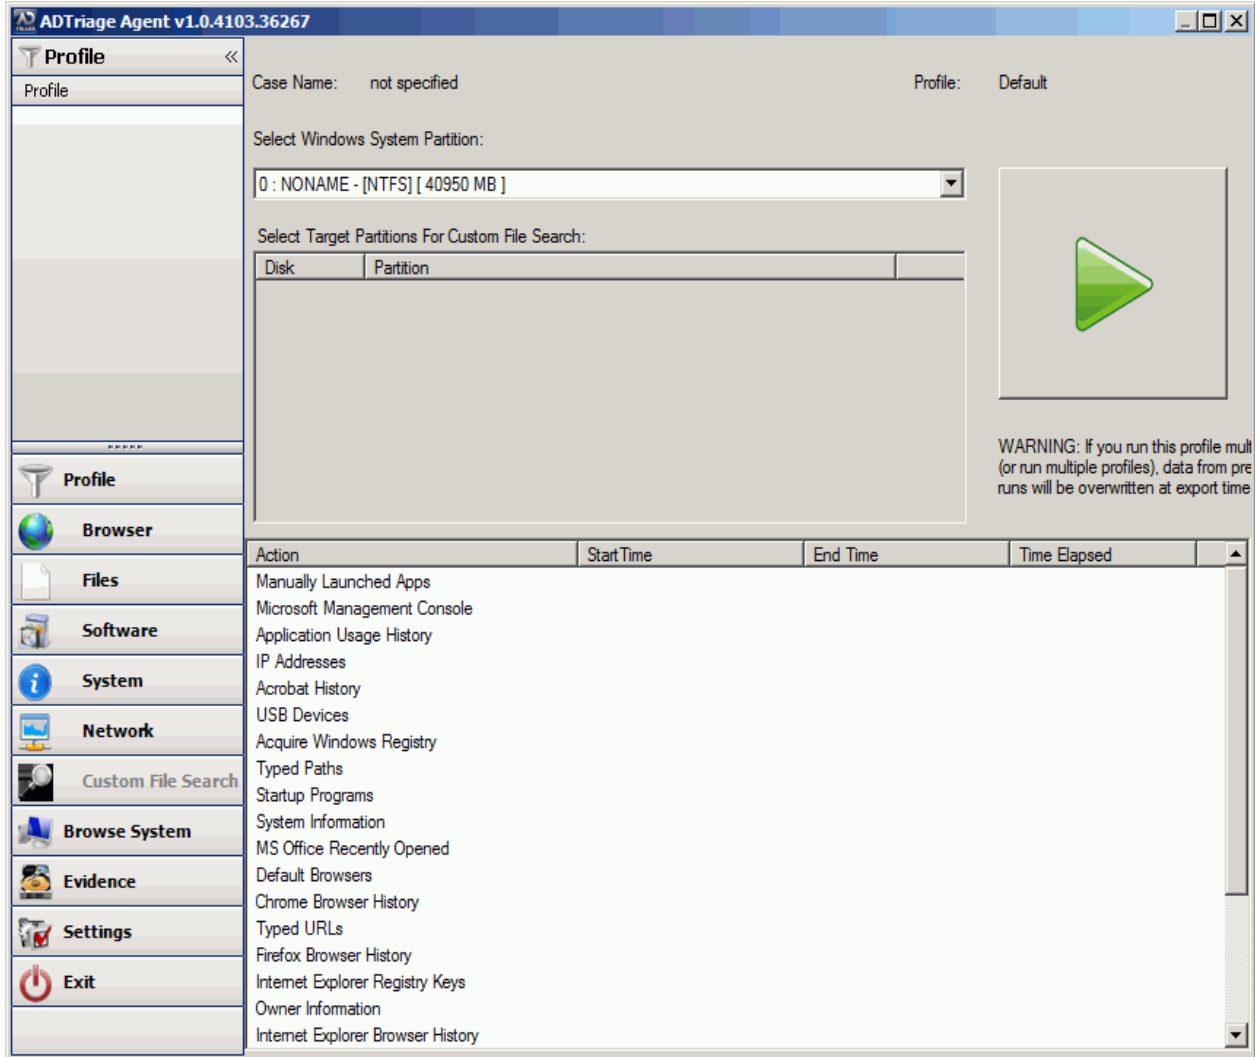 ADTriage Agent v1.0.4103.36267
Profile «
Profile
Case Name: not specified Profile: Default
Select Windows System Partition:
0 : NONAME - [NTFS] [ 40950 MB ]
Select Target Partitions For Custom File Search:
Disk Partition
WARNING: If you run this profile mult
(or run multiple profiles), data from pre
runs will be overwritten at export time
Profile
Browser
Files
Software
System
Network
Custom File Search
Browse System
Evidence
Settings
Exit
Action Start Time End Time Time Elapsed
Manually Launched Apps
Microsoft Management Console
Application Usage History
IP Addresses
Acrobat History
USB Devices
Acquire Windows Registry
Typed Paths
Startup Programs
System Information
MS Office Recently Opened
Default Browsers
Chrome Browser History
Typed URLs
Firefox Browser History
Internet Explorer Registry Keys
Owner Information
Internet Explorer Browser History